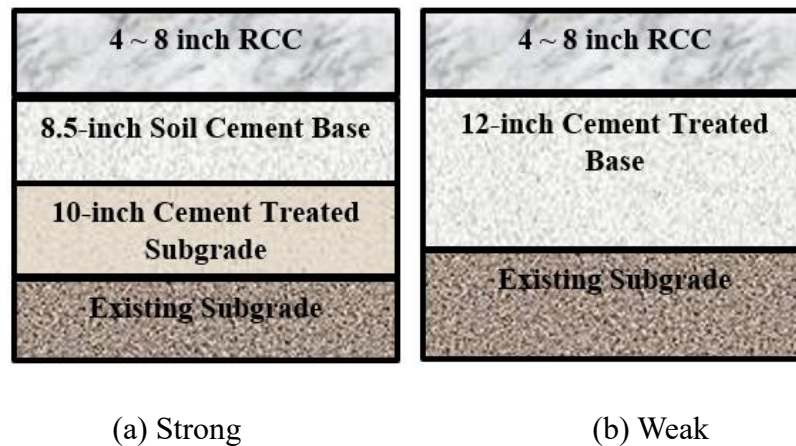 4 ~ 8 inch RCC
8.5-inch Soil Cement Base
10-inch Cement Treated
Subgrade
Existing Subgrade
(a) Strong
4 ~ 8 inch RCC
12-inch Cement Treated
Base
Existing Subgrade
(b) Weak